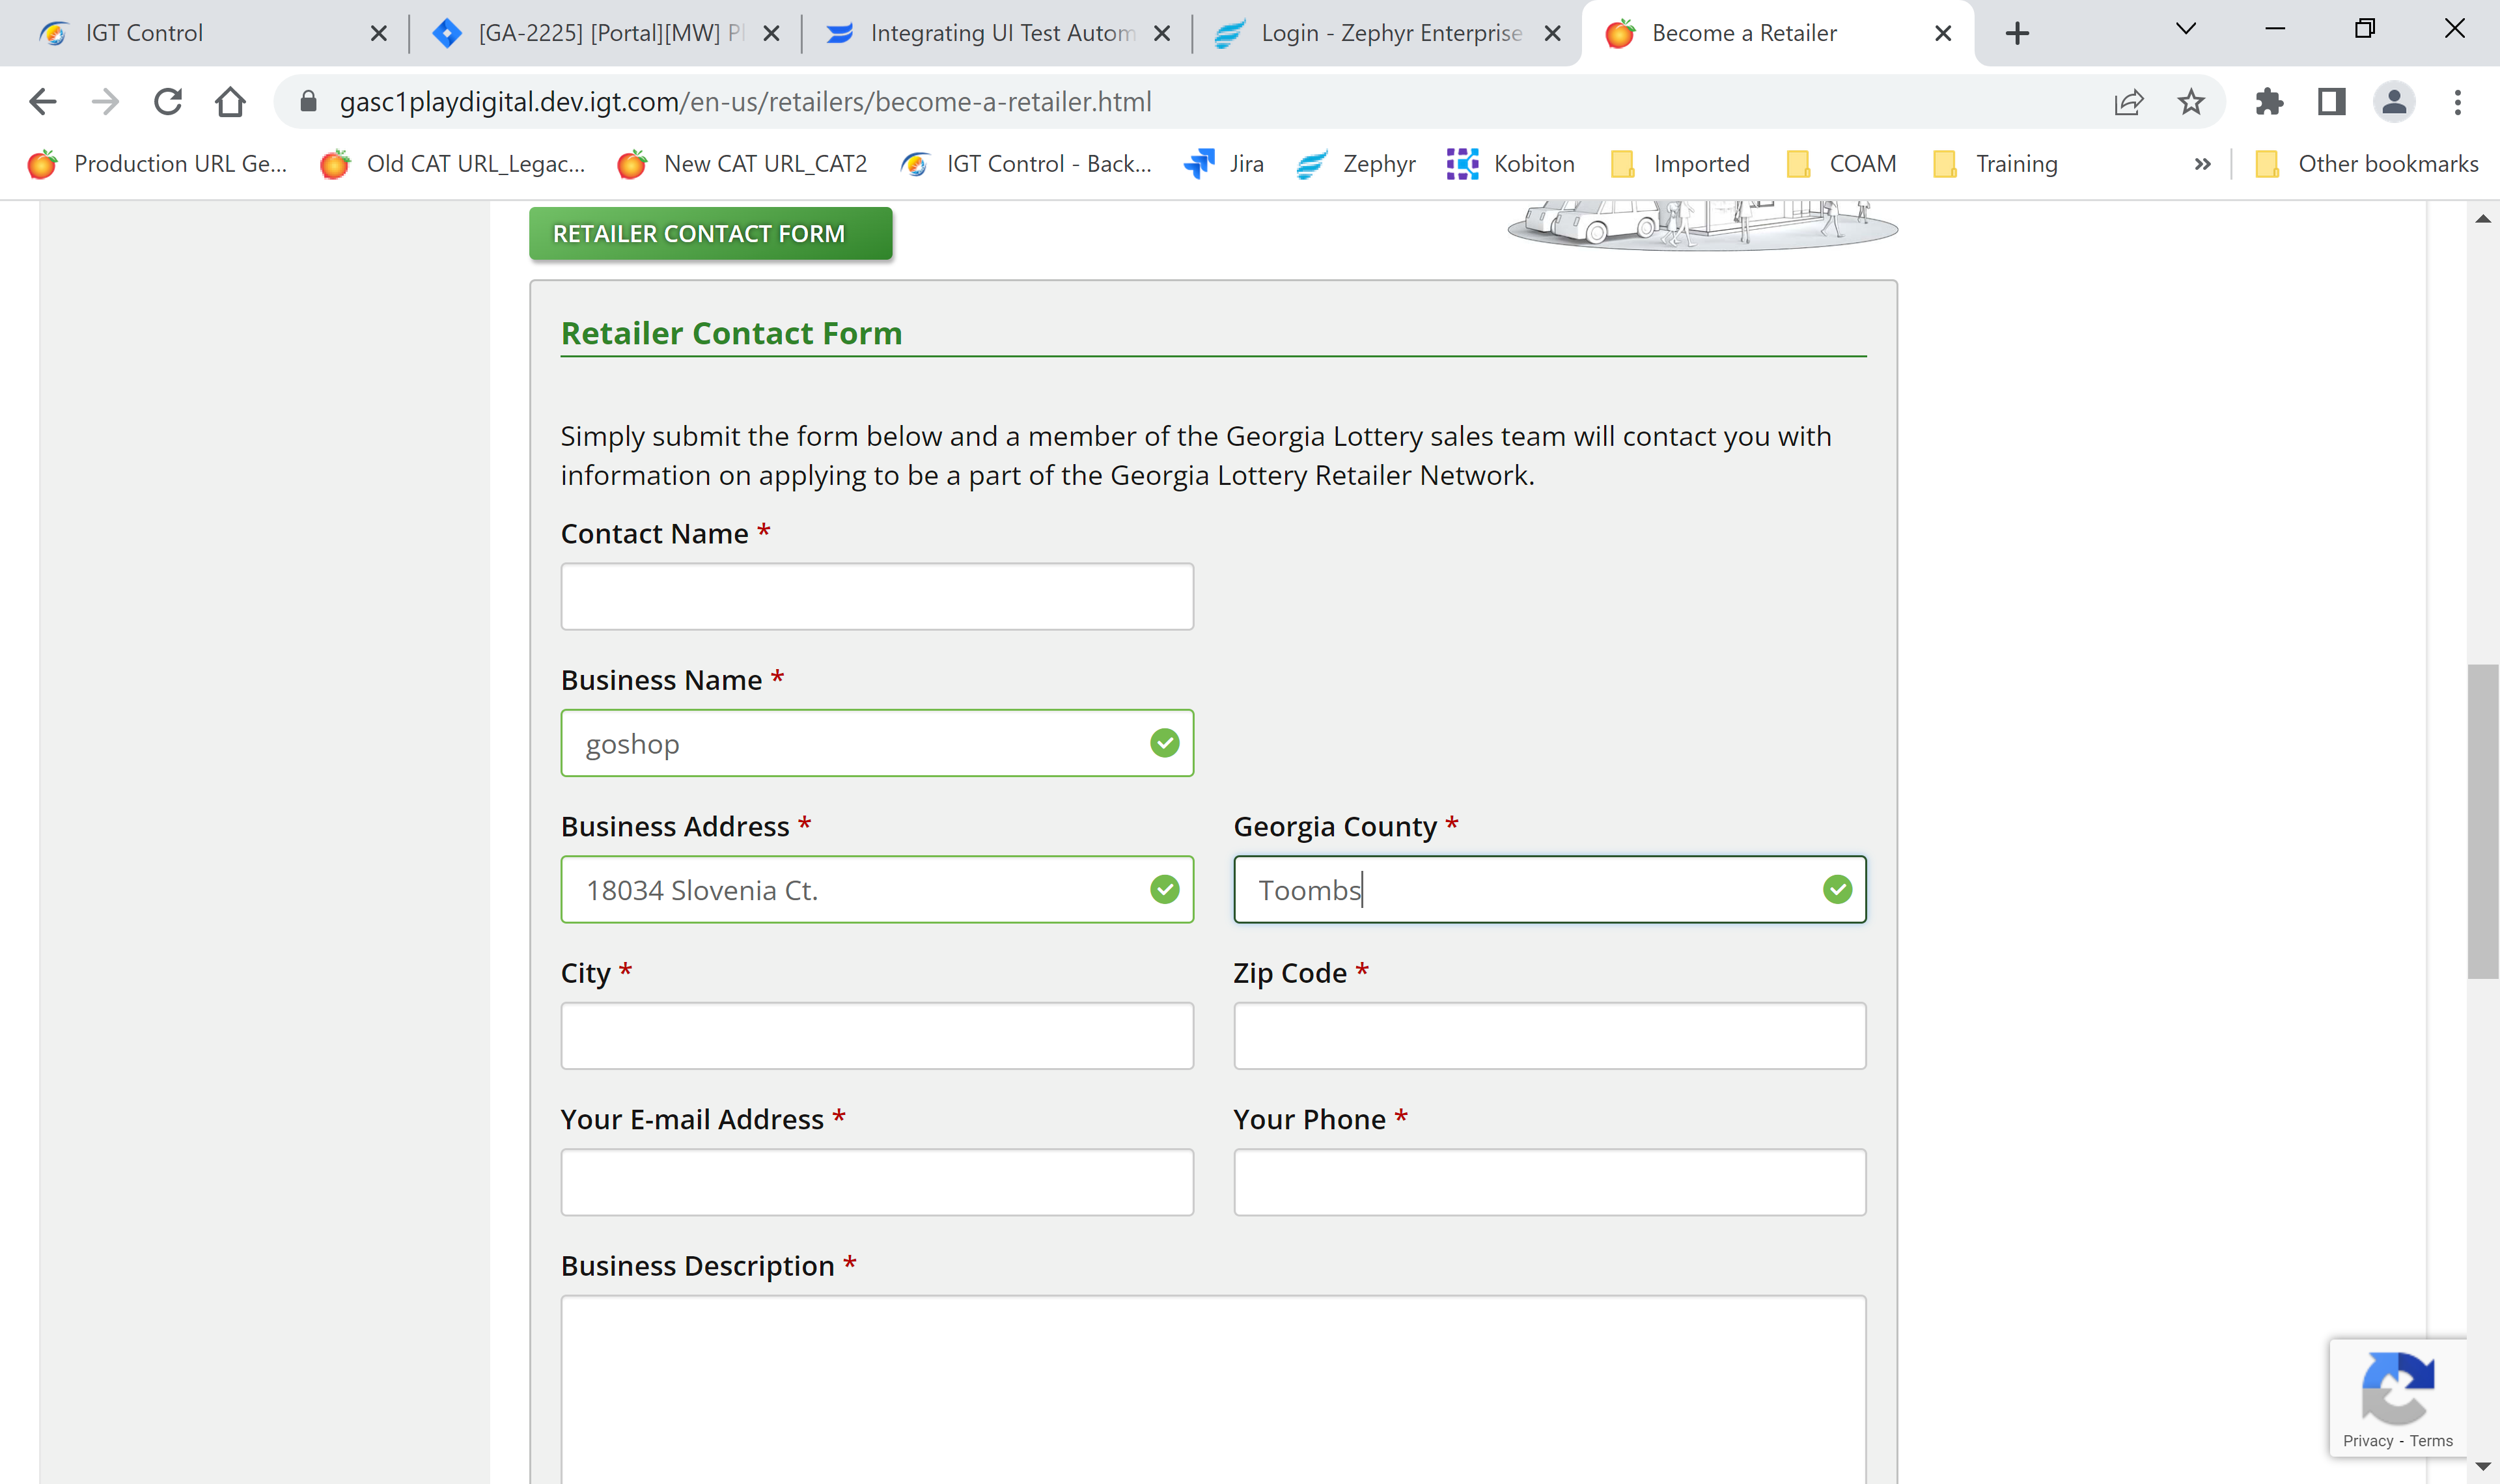 IGT Control
[GA-2225] [Portal][MW] Pl
Integrating UI Test Autom
Login - Zephyr Enterprise
Become a Retailer
gasc1playdigital.dev.igt.com/en-us/retailers/become-a-retailer.html
Production URL Ge...
Old CAT URL_Legac...
New CAT URL_CAT2
IGT Control - Back...
Jira
Zephyr
Kobiton
Imported
COAM
Training
Other bookmarks
RETAILER CONTACT FORM
Retailer Contact Form
Simply submit the form below and a member of the Georgia Lottery sales team will contact you with
information on applying to be a part of the Georgia Lottery Retailer Network.
Contact Name *
Business Name *
goshop
Business Address *
Georgia County *
18034 Slovenia Ct.
Toombs
City *
Zip Code *
Your E-mail Address *
Your Phone *
Business Description *
Privacy - Terms